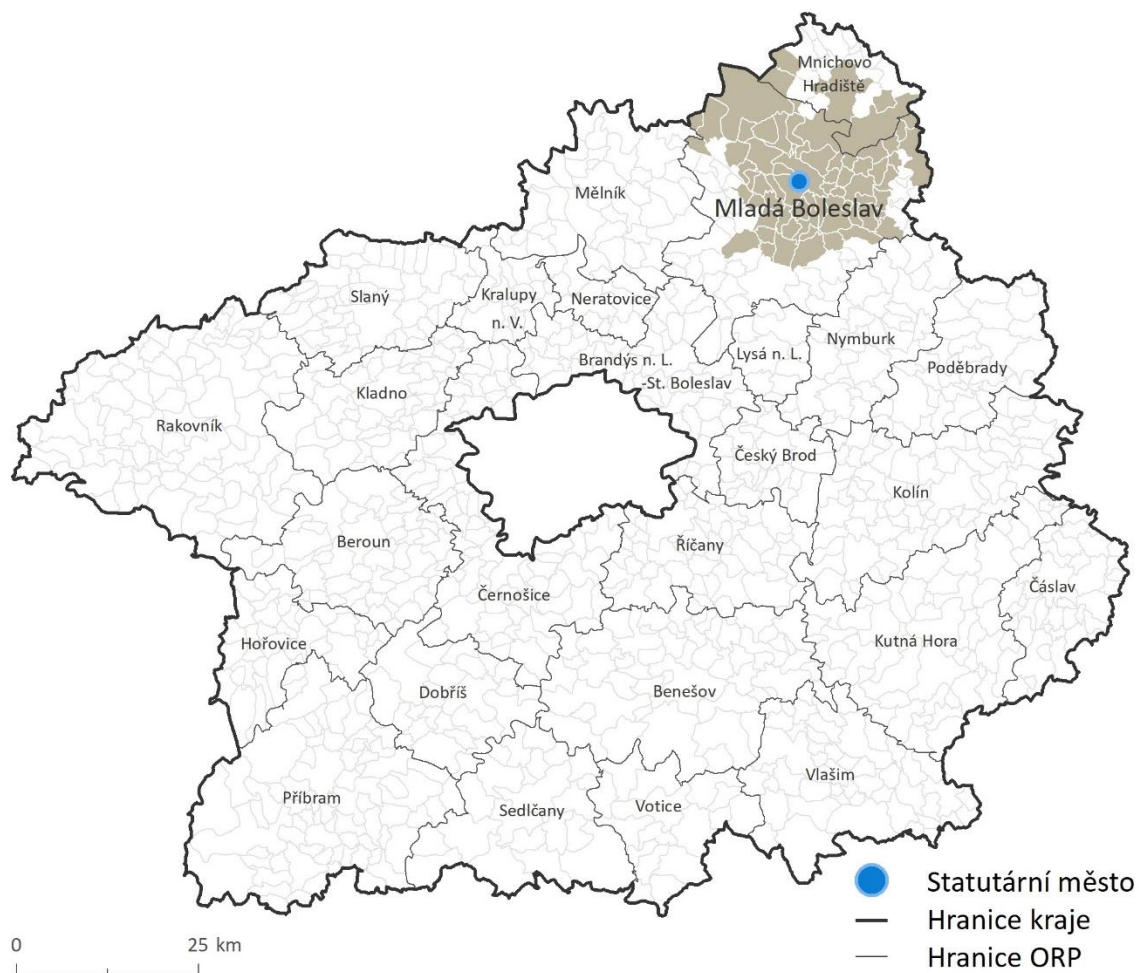 Mnichovo
Hradiště
Mělník
Mladá Boleslav
Slaný
Kralupy
n. V.
Neratovice
Brandýs n. L.
-St. Boleslav
Lysá n. L.
Nymburk
Poděbrady
Rakovník
Kladno
Český Brod
Kolín
Beroun
Říčany
Černošice
Čáslav
Hořovice
Kutná Hora
Dobříš
Benešov
Příbram
Sedlčany
Votice
Vlašim
Statutární město
Hranice kraje
Hranice ORP
0 25 km